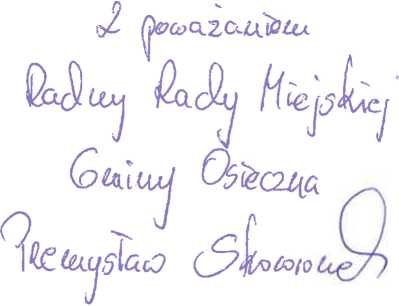 Z poważaniem
Radny Rady Miejskiej
Gminy Osieczna
Przemysław Skowronek